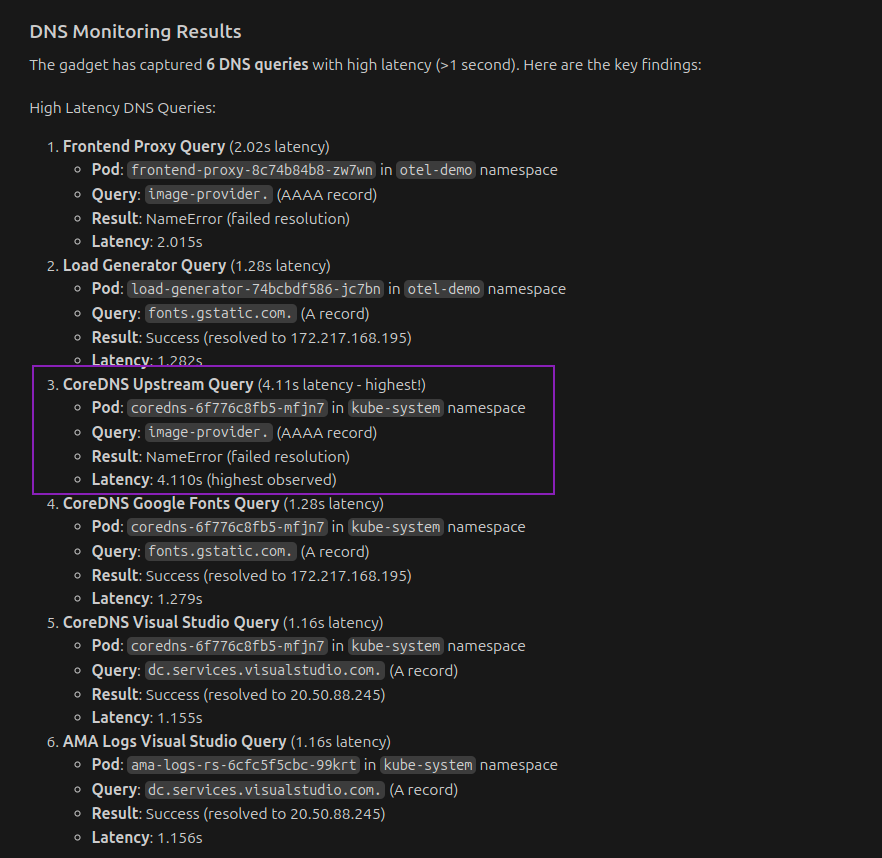 DNS Monitoring Results
The gadget has captured 6 DNS queries with high latency (>1 second). Here are the key findings:
High Latency DNS Queries:
1. Frontend Proxy Query (2.02s latency)
◦ Pod: frontend-proxy-8c74b84b8-zw7wn in otel-demo namespace
◦ Query: image-provider. (AAAA record)
◦ Result: NameError (failed resolution)
◦ Latency: 2.015s
2. Load Generator Query (1.28s latency)
◦ Pod: load-generator-74bcbdf586-jc7bn in otel-demo namespace
◦ Query: fonts.gstatic.com. (A record)
◦ Result: Success (resolved to 172.217.168.195)
◦ Latency: 1.282s
3. CoreDNS Upstream Query (4.11s latency - highest!)
◦ Pod: coredns-6f776c8fb5-mfjn7 in kube-system namespace
◦ Query: image-provider. (AAAA record)
◦ Result: NameError (failed resolution)
◦ Latency: 4.110s (highest observed)
4. CoreDNS Google Fonts Query (1.28s latency)
◦ Pod: coredns-6f776c8fb5-mfjn7 in kube-system namespace
◦ Query: fonts.gstatic.com. (A record)
◦ Result: Success (resolved to 172.217.168.195)
◦ Latency: 1.279s
5. CoreDNS Visual Studio Query (1.16s latency)
◦ Pod: coredns-6f776c8fb5-mfjn7 in kube-system namespace
◦ Query: dc.services.visualstudio.com. (A record)
◦ Result: Success (resolved to 20.50.88.245)
◦ Latency: 1.155s
6. AMA Logs Visual Studio Query (1.16s latency)
◦ Pod: ama-logs-rs-6cfc5f5cbc-99krt in kube-system namespace
◦ Query: dc.services.visualstudio.com. (A record)
◦ Result: Success (resolved to 20.50.88.245)
◦ Latency: 1.156s